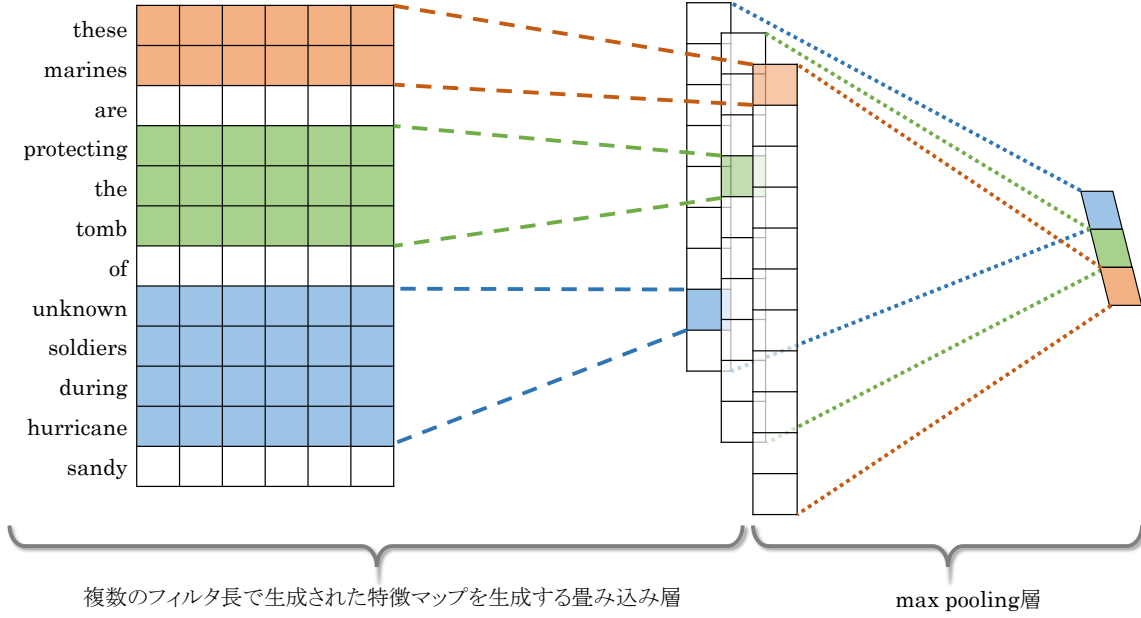 these
marines
are
protecting
the
tomb
of
unknown
soldiers
during
hurricane
sandy
複数のフィルタ長で生成された特徴マップを生成する畳み込み層
max pooling層